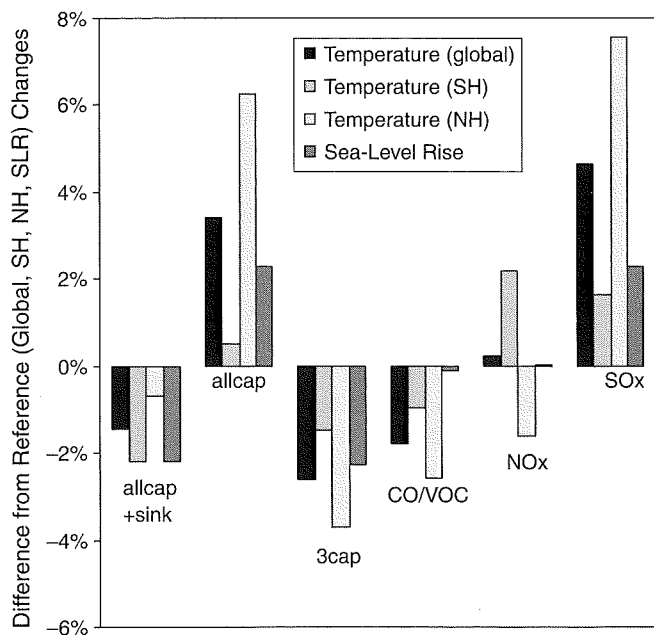 Difference from Reference (Global, SH, NH, SLR) Changes
8%
6%
4%
2%
0%
−2%
−4%
−6%
Temperature (global)
Temperature (SH)
Temperature (NH)
Sea-Level Rise
allcap
+sink
allcap
3cap
CO/VOC
NOx
SOx